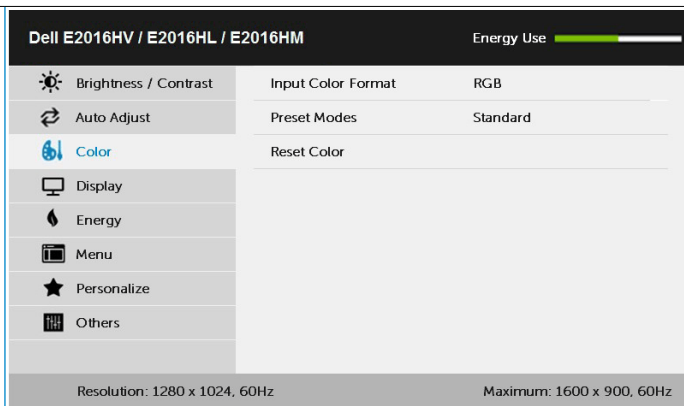 Dell E2016HV / E2016HL / E2016HM Energy Use
Brightness / Contrast Input Color Format RGB
Auto Adjust Preset Modes Standard
Color Reset Color
Display
Energy
Menu
Personalize
Others
Resolution: 1280 x 1024, 60Hz Maximum: 1600 x 900, 60Hz